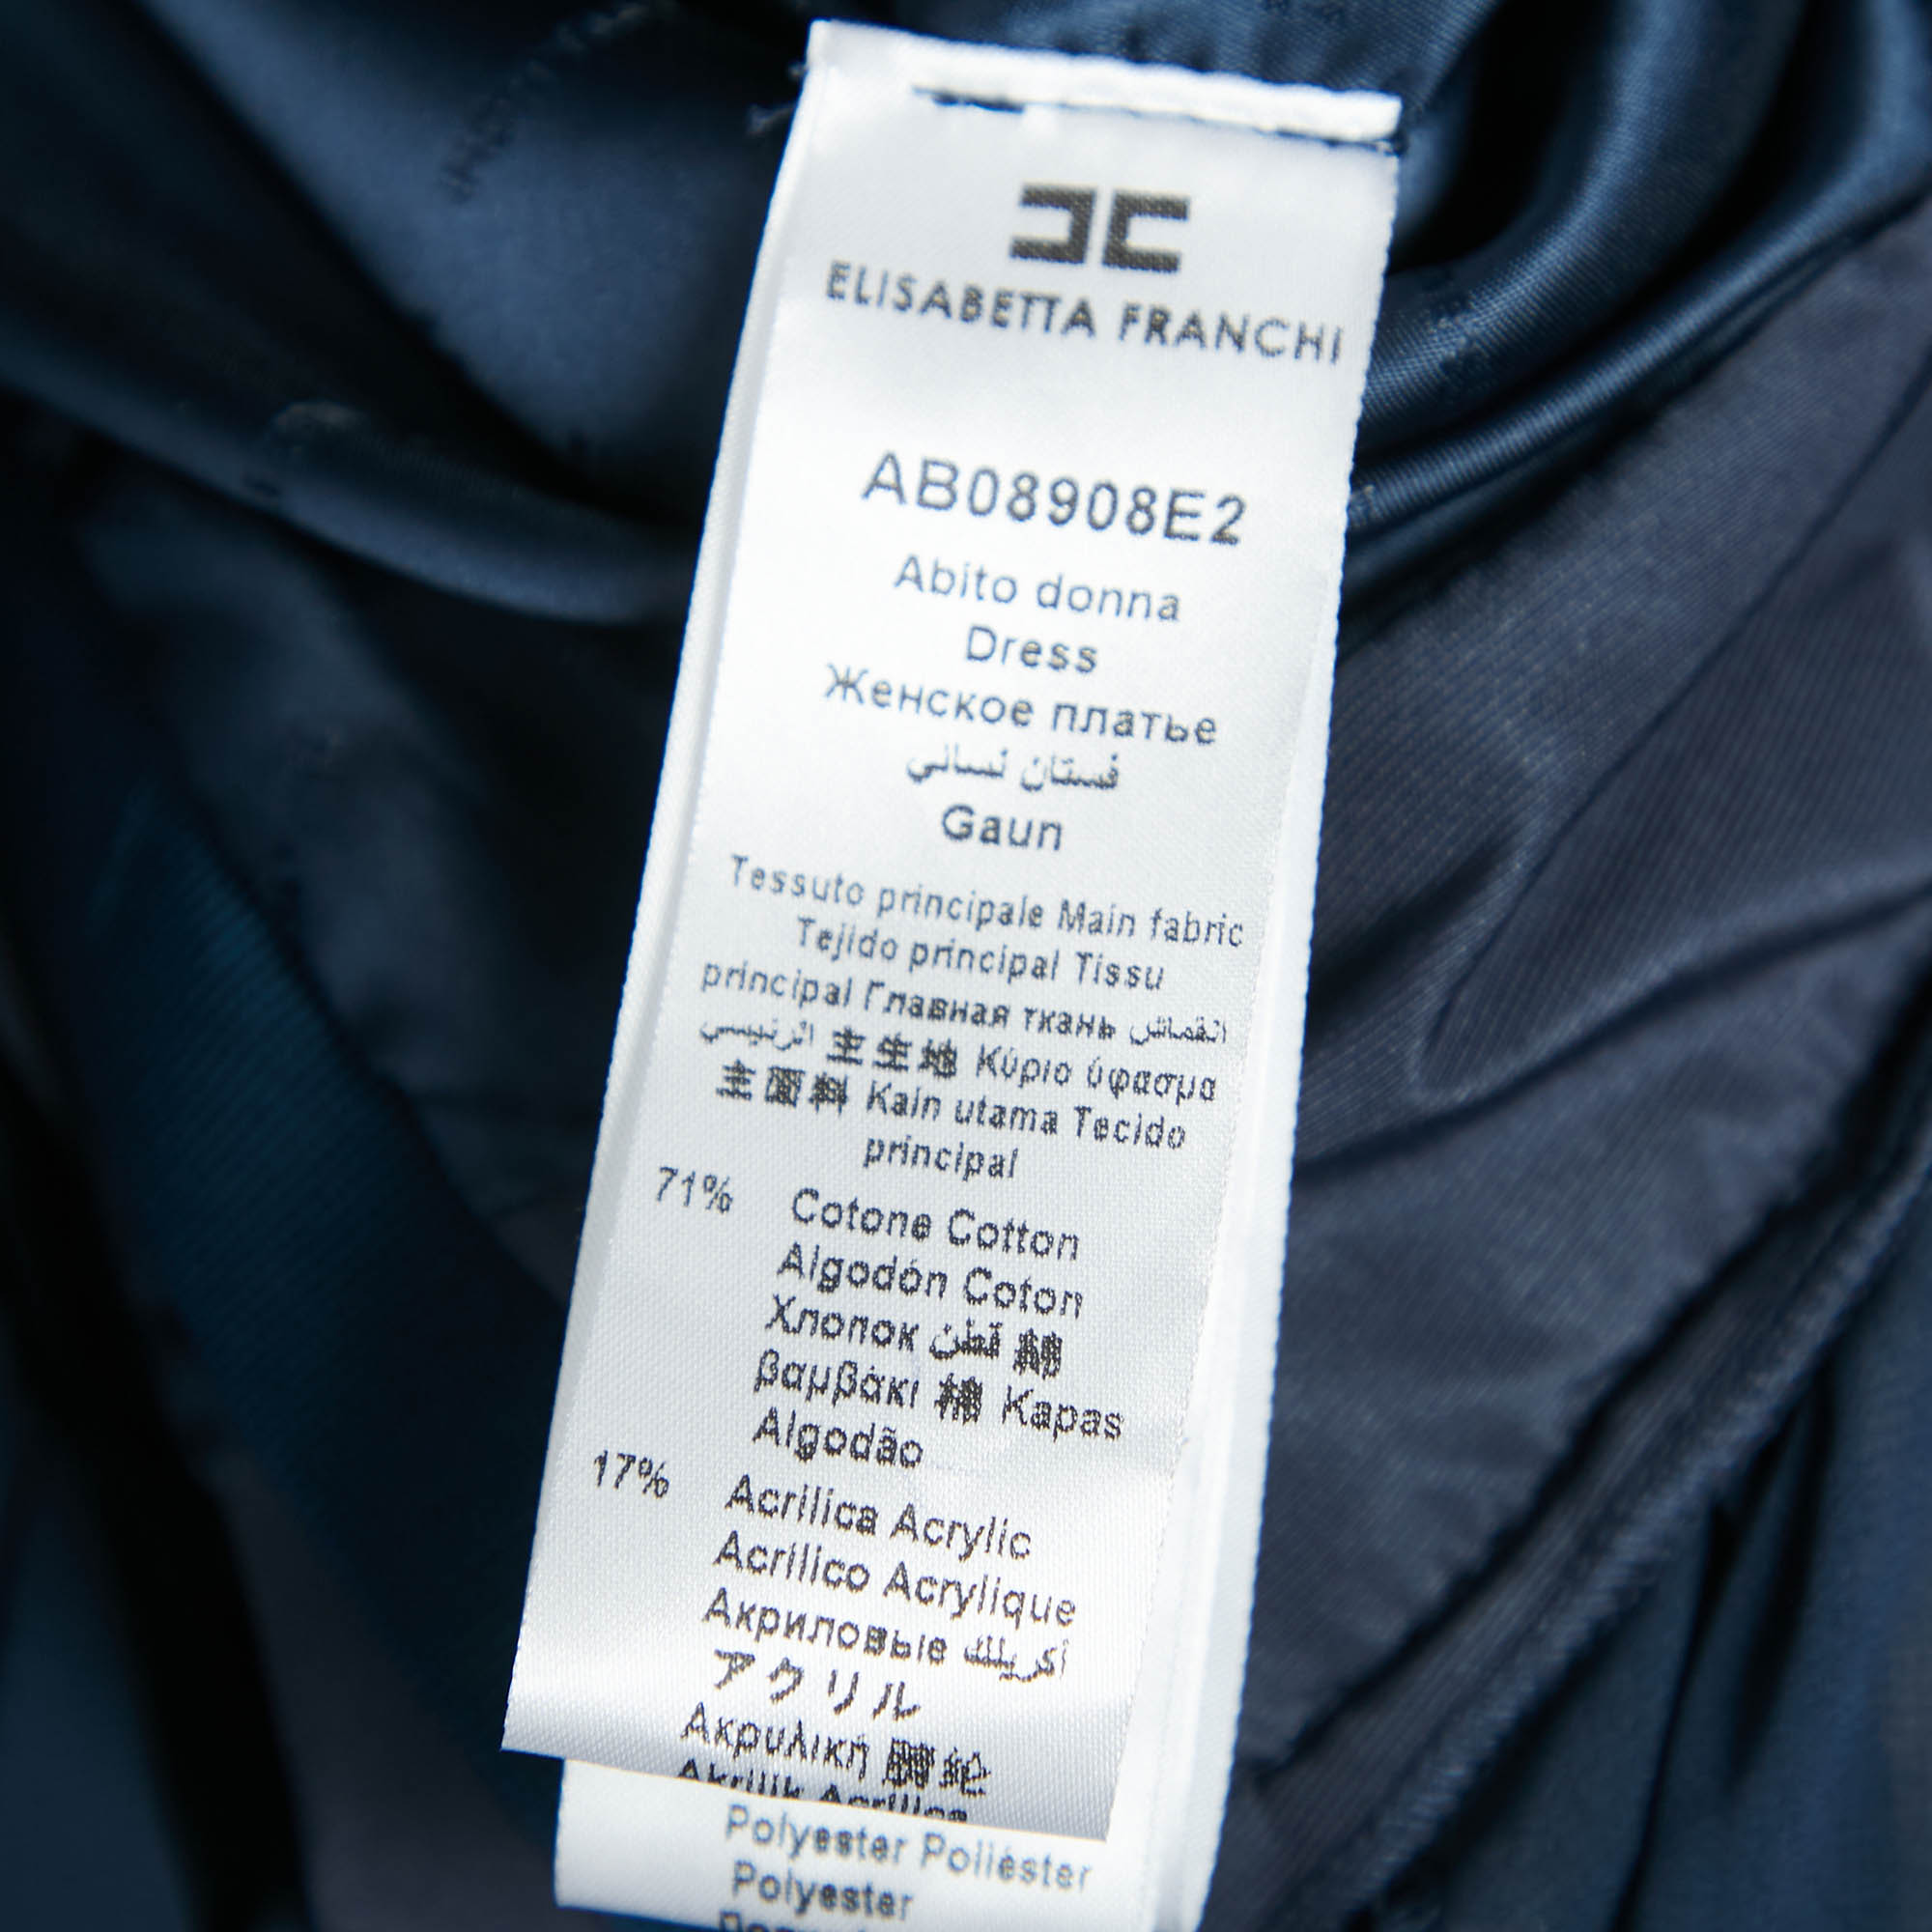 ELISABETTA FRANCHI
AB08908E2
Abito donna
Dress
Женское платье
فستان نسائي
Gaun
Tessuto principale Main fabric
Tejido principal Tissu
principal Главная ткань القماش
الرئيسي 主生地 Κύριο ύφασμα
主面料 Kain utama Tecido
principal
71% Cotone Cotton
Algodón Coton
Хлопок قطن 綿
βαμβάκι 棉 Kapas
Algodão
17% Acrilica Acrylic
Acrilico Acrylique
Акриловые أكريليك
アクリル
Ακρυλική 腈纶
Akrilik Acrílica
Polyester Poliéster
Polyester